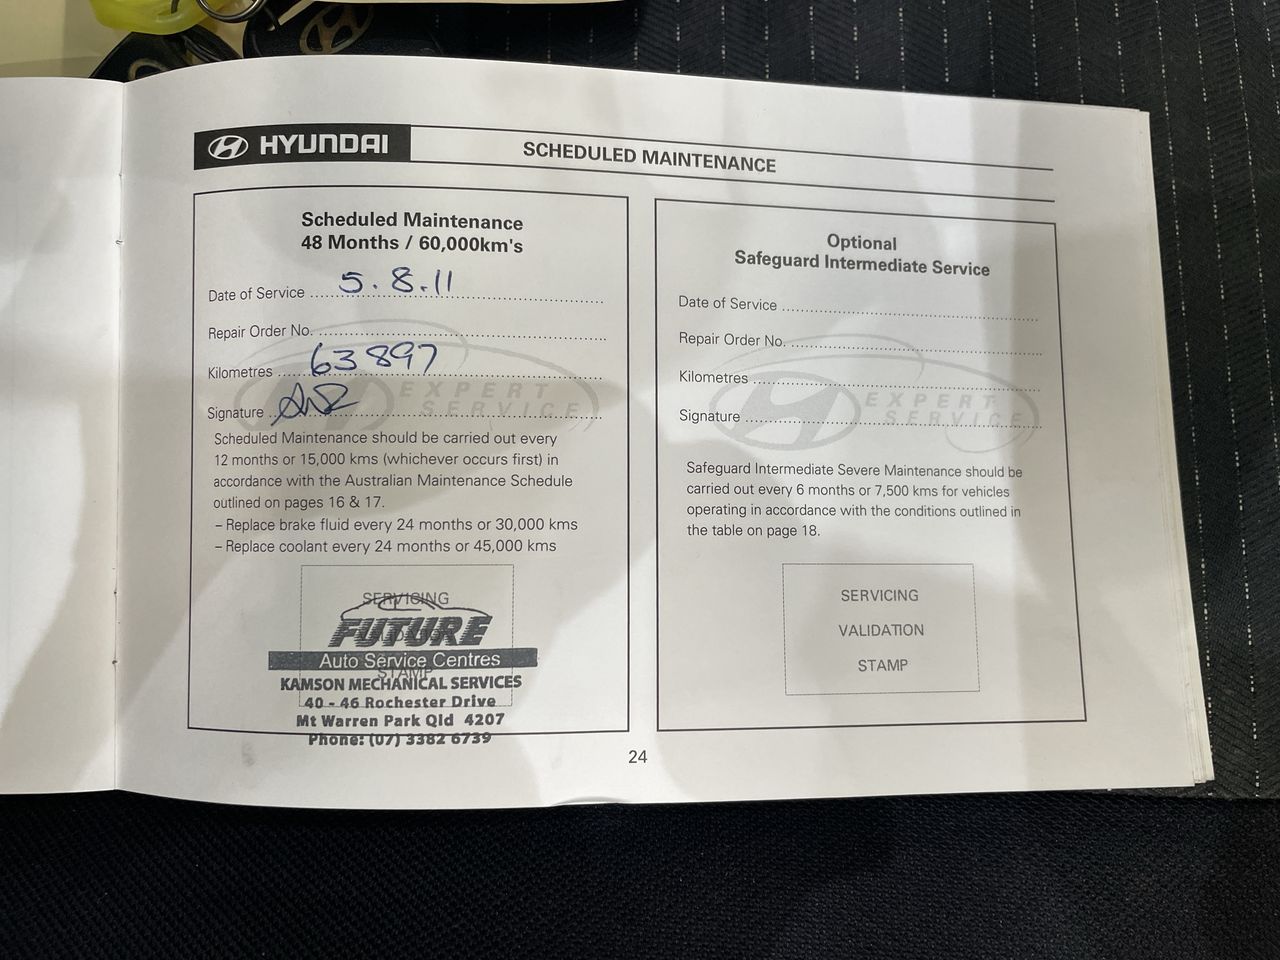 HYUNDAI
SCHEDULED MAINTENANCE
Scheduled Maintenance
48 Months / 60,000km's
Date of Service 5.8.11
Repair Order No.
Kilometres 63897
Signature
EXPERT
SERVICE
Scheduled Maintenance should be carried out every
12 months or 15,000 kms (whichever occurs first) in
accordance with the Australian Maintenance Schedule
outlined on pages 16 & 17.
– Replace brake fluid every 24 months or 30,000 kms
– Replace coolant every 24 months or 45,000 kms
SERVICING
STAMP
FUTURE
Auto Service Centres
KAMSON MECHANICAL SERVICES
40 - 46 Rochester Drive
Mt Warren Park Qld 4207
Phone: (07) 3382 6739
Optional
Safeguard Intermediate Service
Date of Service
Repair Order No.
Kilometres
Signature
EXPERT
SERVICE
Safeguard Intermediate Severe Maintenance should be
carried out every 6 months or 7,500 kms for vehicles
operating in accordance with the conditions outlined in
the table on page 18.
SERVICING
VALIDATION
STAMP
24